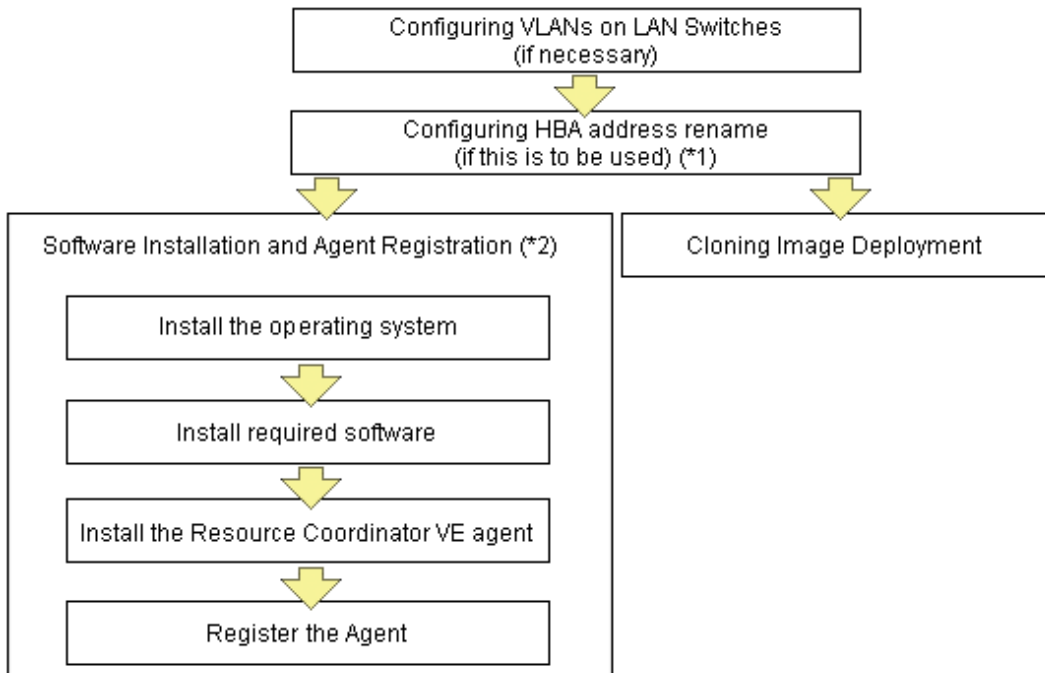 Configuring VLANs on LAN Switches
(if necessary)
Configuring HBA address rename
(if this is to be used) (*1)
Software Installation and Agent Registration (*2)
Cloning Image Deployment
Install the operating system
Install required software
Install the Resource Coordinator VE agent
Register the Agent